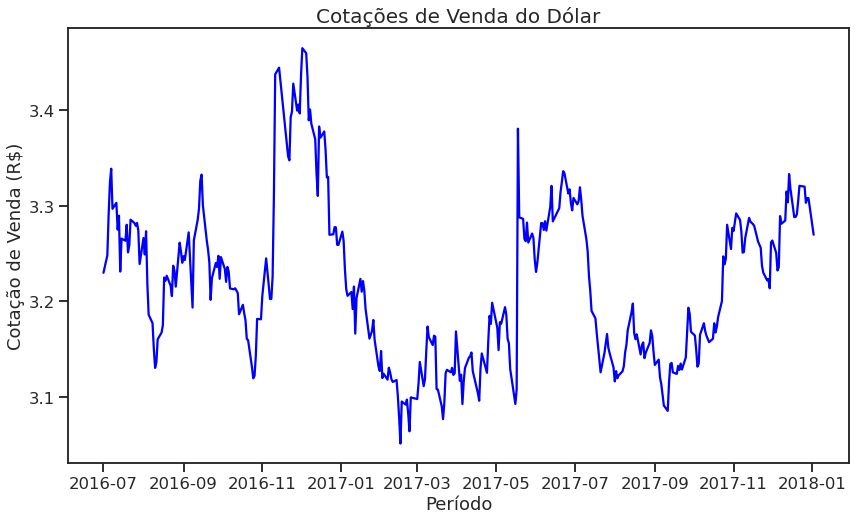 Cotações de Venda do Dólar
Cotação de Venda (R$)
3.4
3.3
3.2
3.1
2016-07 2016-09 2016-11 2017-01 2017-03 2017-05 2017-07 2017-09 2017-11 2018-01
Período